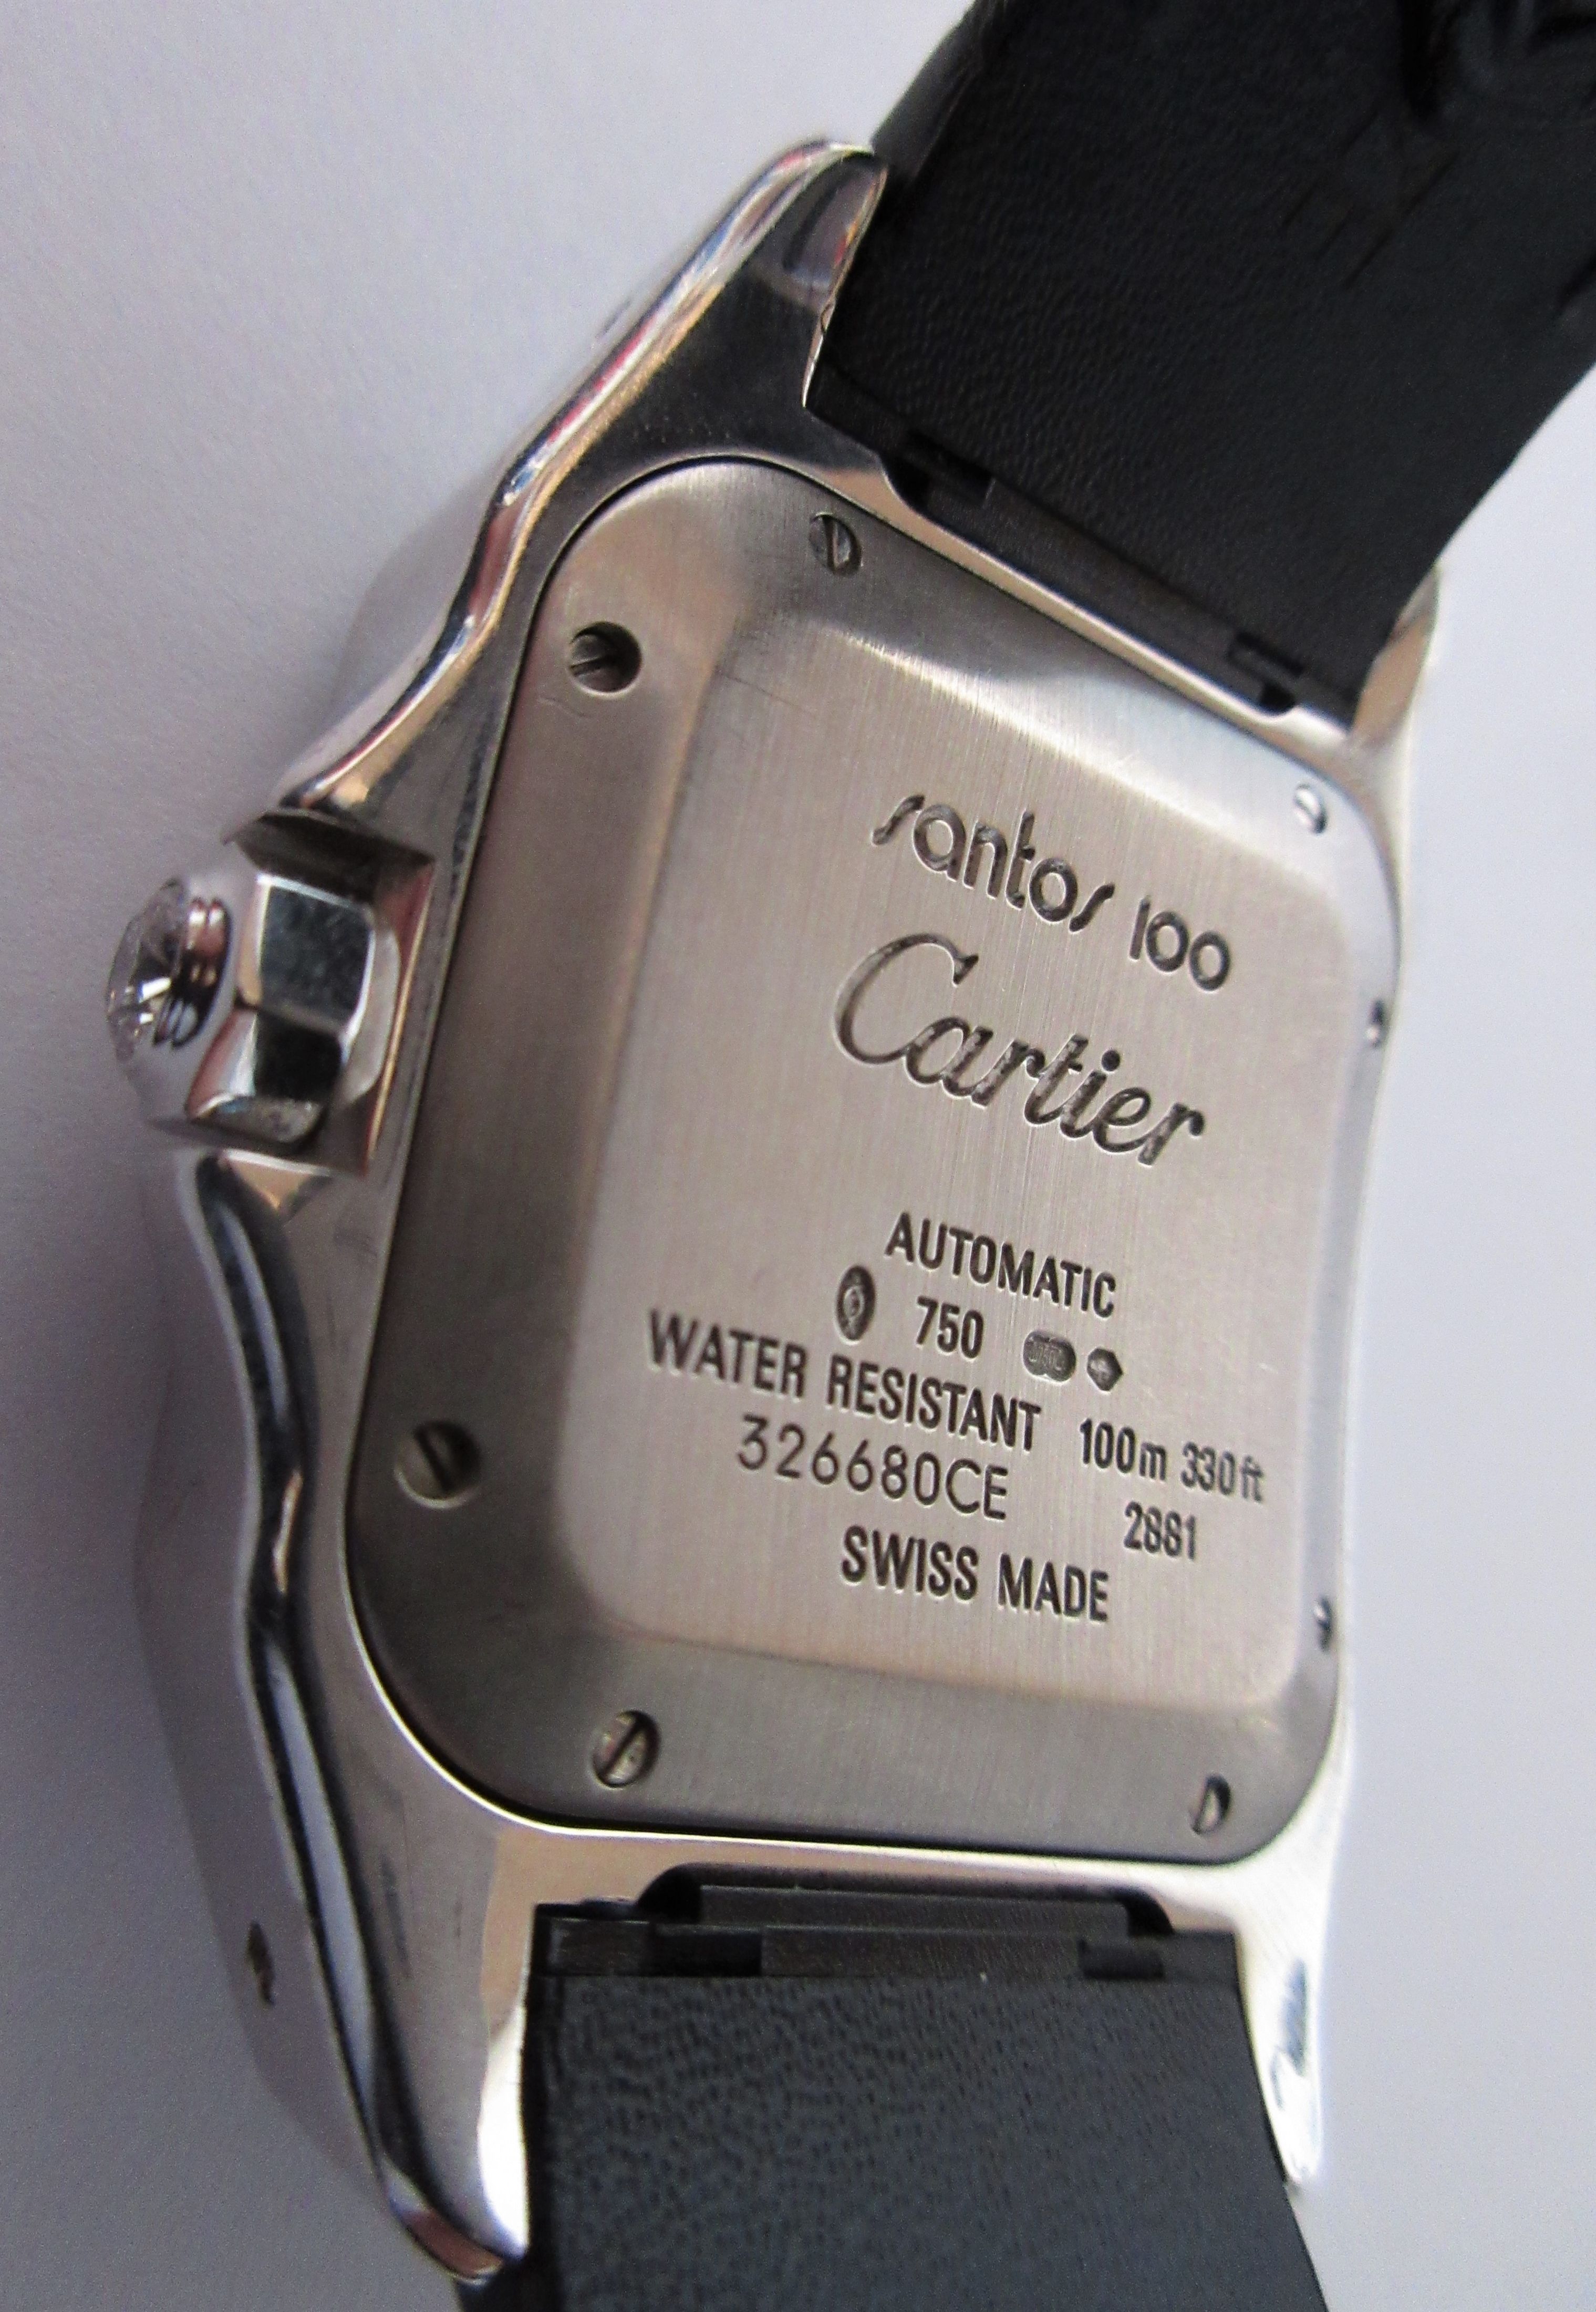 santos 100
Cartier
AUTOMATIC
750
WATER RESISTANT 100m 330ft
326680CE 2881
SWISS MADE